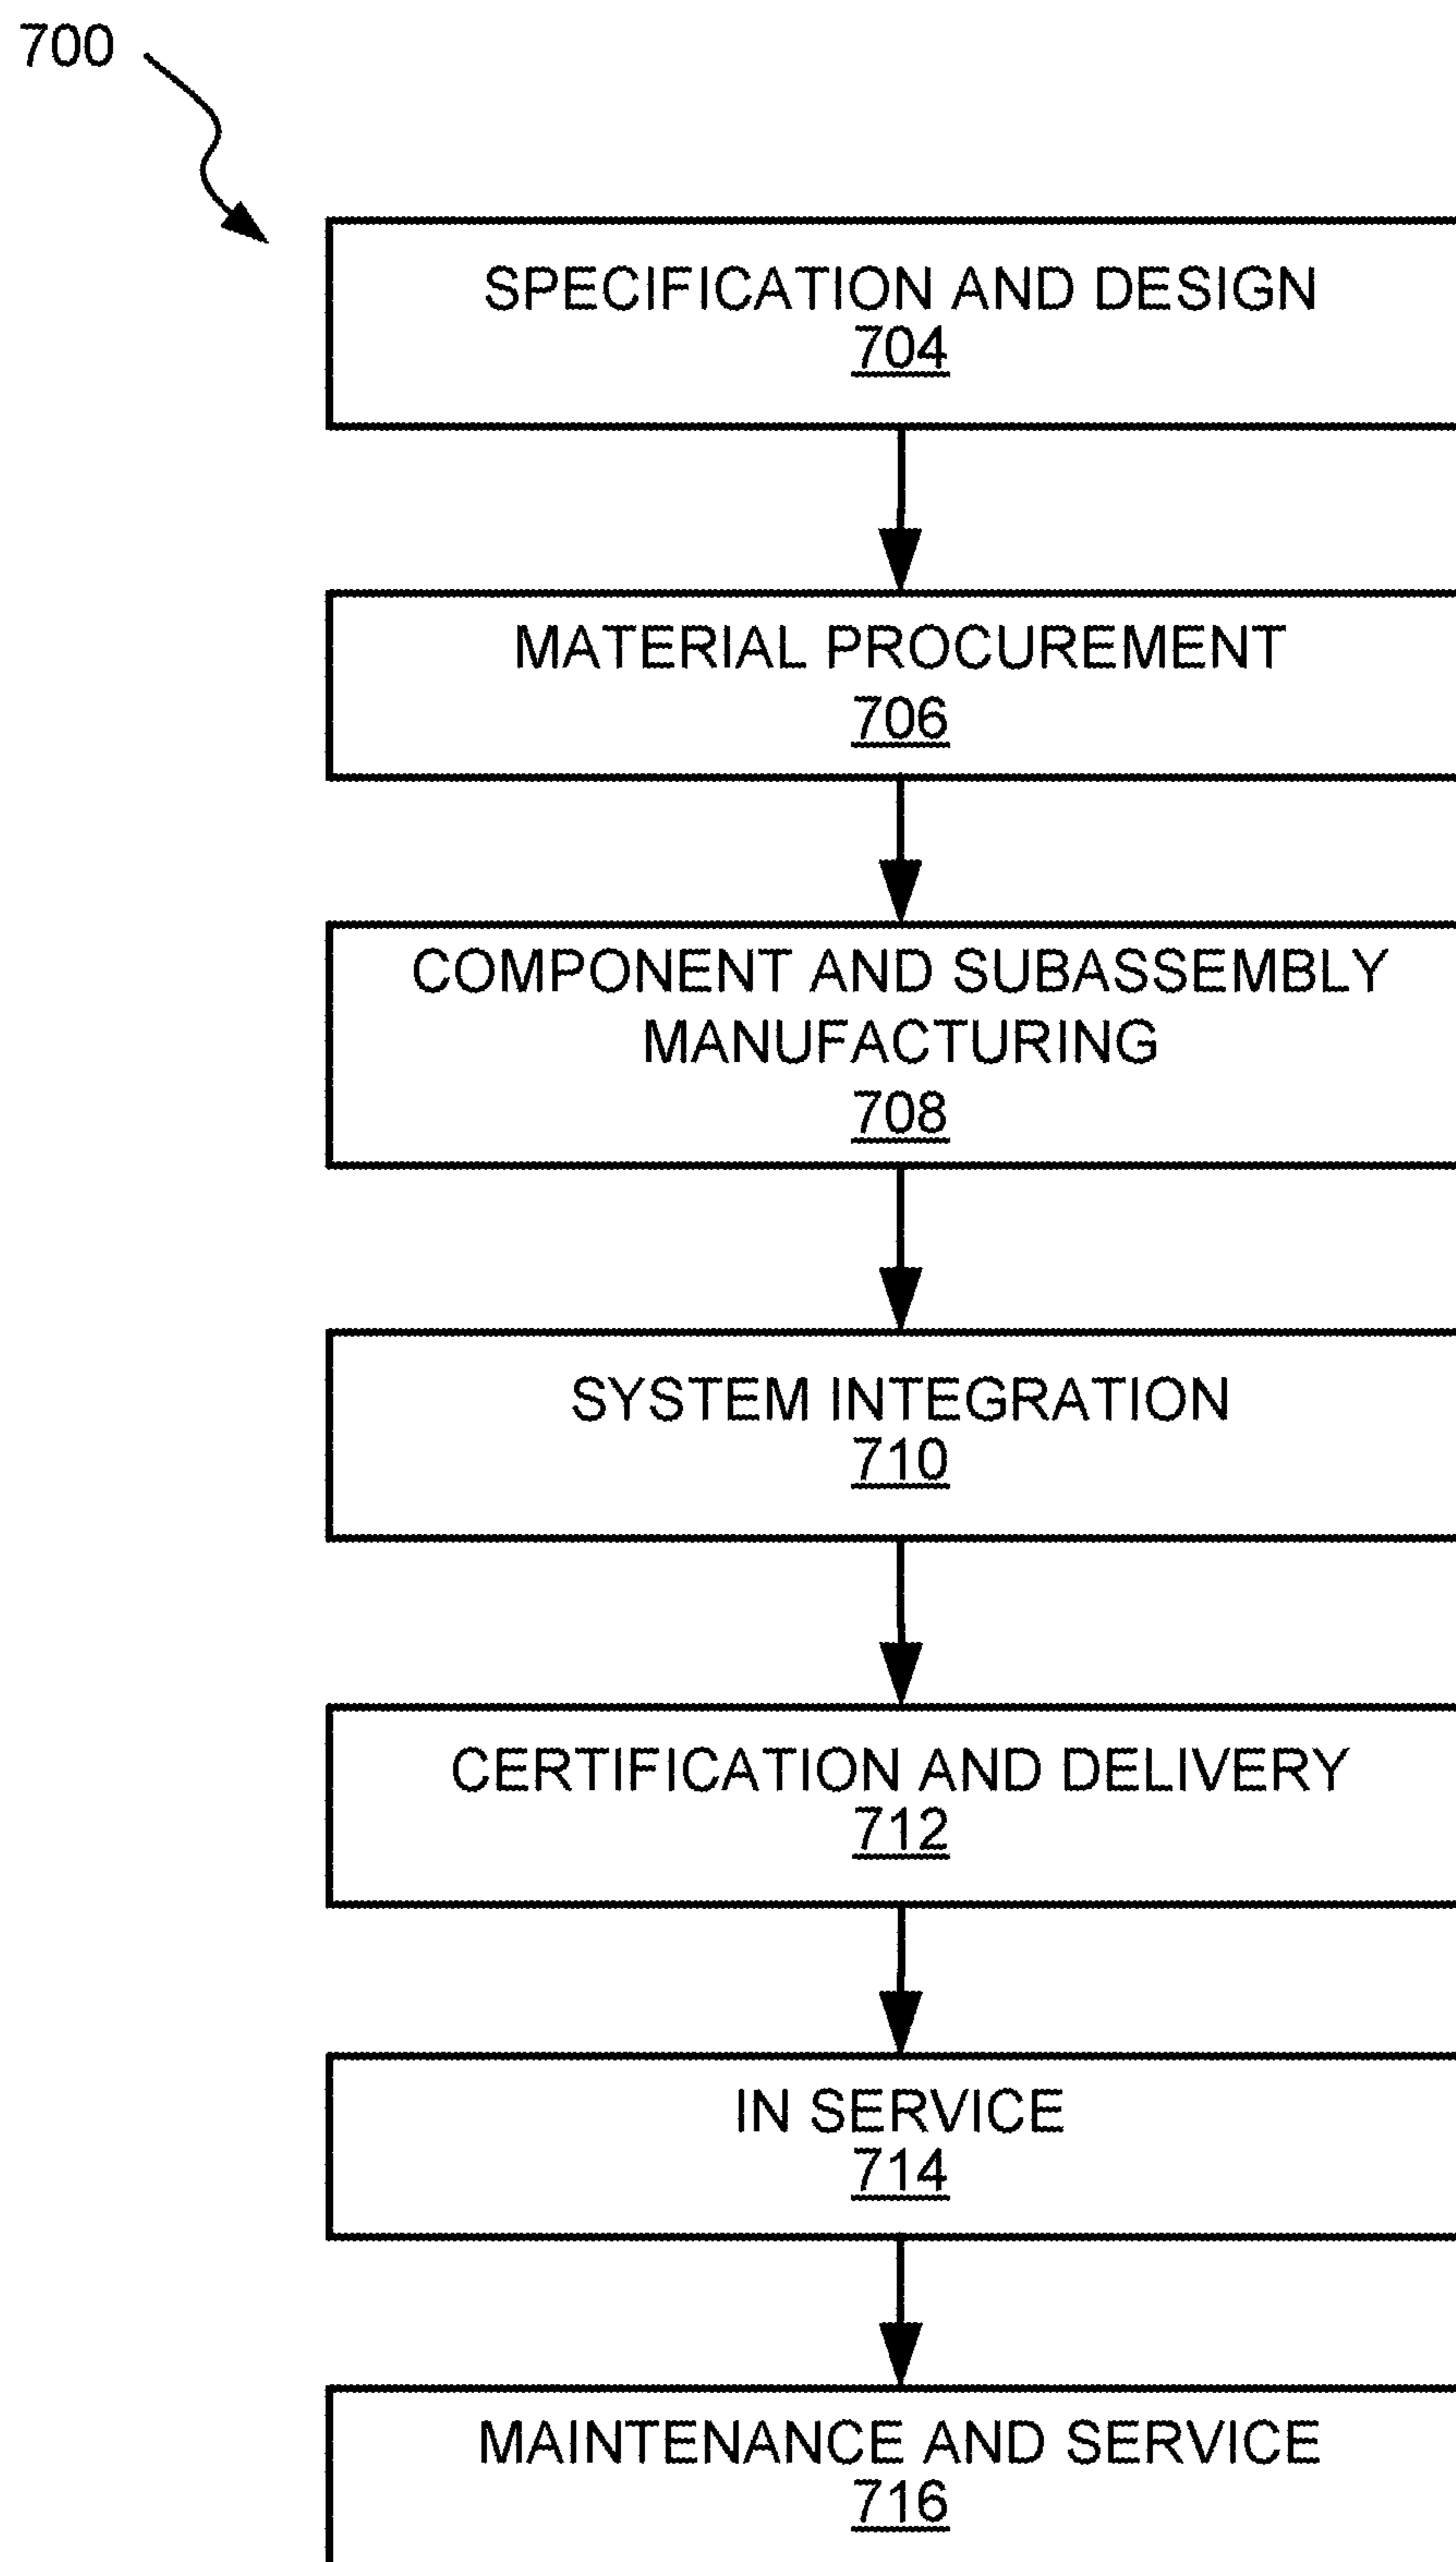 700
SPECIFICATION AND DESIGN
704
MATERIAL PROCUREMENT
706
COMPONENT AND SUBASSEMBLY
MANUFACTURING
708
SYSTEM INTEGRATION
710
CERTIFICATION AND DELIVERY
712
IN SERVICE
714
MAINTENANCE AND SERVICE
716